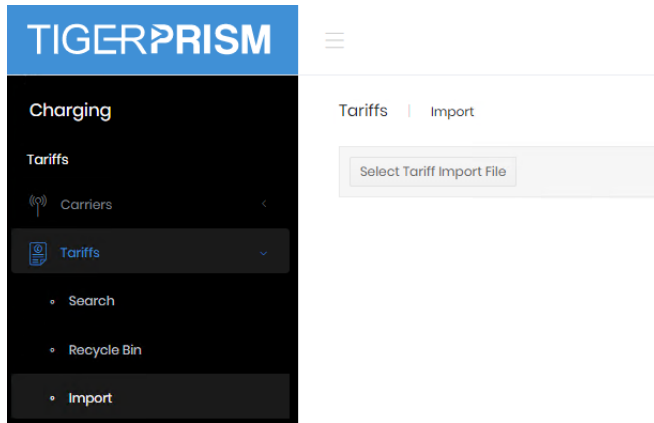 TIGERPRISM
Charging
Tariffs
Carriers
Tariffs
Search
Recycle Bin
Import
Tariffs | Import
Select Tariff Import File